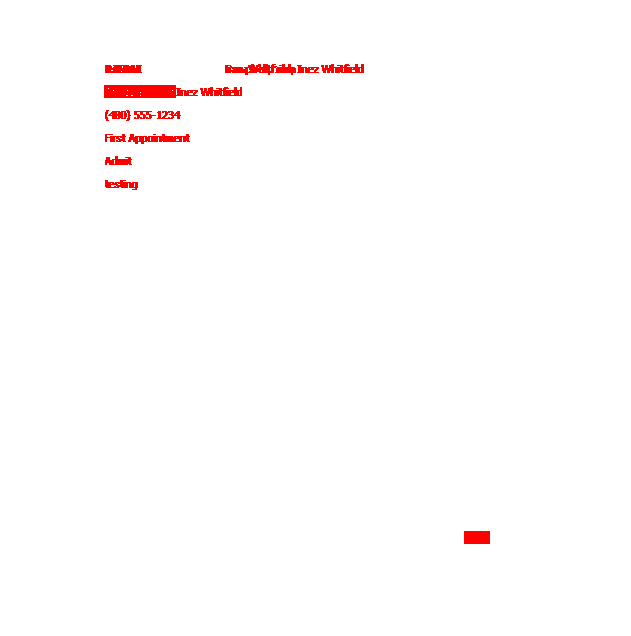 Inez Whitfield
Inez Whitfield
(480) 555-1234
First Appointment
Admit
testing